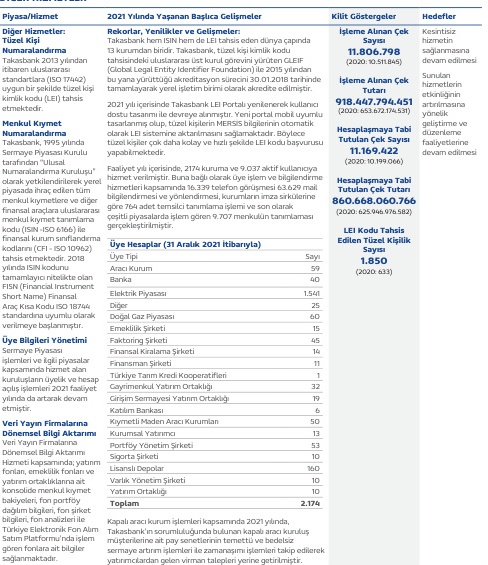 Piyasa/Hizmet
2021 Yılında Yaşanan Başlıca Gelişmeler
Kilit Göstergeler
Hedefler
Diğer Hizmetler:
Tüzel Kişi
Numaralandırma
Takasbank 2013 yılından
itibaren uluslararası
standartlara (ISO 17442)
uygun bir şekilde tüzel kişi
kimlik kodu (LEI) tahsis
etmektedir.
Menkul Kıymet
Numaralandırma
Takasbank, 1995 yılında
Sermaye Piyasası Kurulu
tarafından "Ulusal
Numaralandırma Kuruluşu"
olarak yetkilendirilerek yerel
piyasada ihraç edilen tüm
menkul kıymetlere ve diğer
finansal araçlara uluslararası
menkul kıymet tanımlama
kodu (ISIN -ISO 6166) ile
finansal kurum sınıflandırma
kodlarını (CFI - ISO 10962)
tahsis etmektedir. 2018
yılında ISIN kodunu
tamamlayıcı nitelikte olan
FISN (Financial Instrument
Short Name) Finansal
Araç Kısa Kodu ISO 18744
standardına uyumlu olarak
verilmeye başlanmıştır.
Üye Bilgileri Yönetimi
Sermaye Piyasası
işlemleri ve ilgili piyasalar
kapsamında hizmet alan
kuruluşların üyelik ve hesap
açılış işlemleri 2021 faaliyet
yılında da artarak devam
etmiştir.
Veri Yayın Firmalarına
Dönemsel Bilgi Aktarımı
Veri Yayın Firmalarına
Dönemsel Bilgi Aktarımı
Hizmeti kapsamında; yatırım
fonları, emeklilik fonları ve
yatırım ortaklıklarına ait
konsolide menkul kıymet
bakiyeleri, fon portföy
dağılım bilgileri, fon şirket
bilgileri, fon analizleri ile
Türkiye Elektronik Fon Alım
Satım Platformu'nda işlem
gören fonlara ait bilgiler
sağlanmaktadır.
Rekorlar, Yenilikler ve Gelişmeler:
Takasbank hem ISIN hem de LEI tahsis eden dünya çapında
13 kurumdan biridir. Takasbank, tüzel kişi kimlik kodu
tahsisindeki uluslararası üst kurul görevini yürüten GLEIF
(Global Legal Entity Identifier Foundation) ile 2015 yılından
bu yana yürüttüğü akreditasyon sürecini 30.01.2018 tarihinde
tamamlayarak yerel işletim birimi olarak akredite edilmiştir.
2021 yılı içerisinde Takasbank LEI Portalı yenilenerek kullanıcı
dostu tasarımı ile devreye alınmıştır. Yeni portal mobil uyumlu
tasarlanmış olup, tüzel kişilerin MERSİS bilgilerinin otomatik
olarak LEI sistemine aktarılmasını sağlamaktadır. Böylece
tüzel kişiler çok daha kolay ve hızlı şekilde LEI kodu başvurusu
yapabilmektedir.
Faaliyet yılı içerisinde, 2174 kuruma ve 9.037 aktif kullanıcıya
hizmet verilmiştir. Buna bağlı olarak üye işlem ve bilgilendirme
hizmetleri kapsamında 16.339 telefon görüşmesi 63.629 mail
bilgilendirmesi ve yönlendirmesi, kurumların imza sirkülerine
göre 764 adet temsilci tanımlama işlemi ve son olarak
çeşitli piyasalarda işlem gören 9.707 menkulün tanımlaması
gerçekleştirilmiştir.
Üye Hesaplar (31 Aralık 2021 itibarıyla)
Üye Tipi Sayı
Aracı Kurum 59
Banka 40
Elektrik Piyasası 1.541
Diğer 25
Doğal Gaz Piyasası 60
Emeklilik Şirketi 15
Faktoring Şirketi 45
Finansal Kiralama Şirketi 14
Finansman Şirketi 11
Türkiye Tarım Kredi Kooperatifleri 1
Gayrimenkul Yatırım Ortaklığı 32
Girişim Sermayesi Yatırım Ortaklığı 19
Katılım Bankası 6
Kıymetli Maden Aracı Kurumları 50
Kurumsal Yatırımcı 13
Portföy Yönetim Şirketi 53
Sigorta Şirketi 10
Lisanslı Depolar 160
Varlık Yönetim Şirketi 10
Yatırım Ortaklığı 10
Toplam 2.174
Kapalı aracı kurum işlemleri kapsamında 2021 yılında,
Takasbank'ın sorumluluğunda bulunan kapalı aracı kuruluş
müşterilerine ait pay senetlerinin temettü ve bedelsiz
sermaye artırım işlemleri ile zamanaşımı işlemleri takip edilerek
yatırımcılardan gelen virman talepleri yerine getirilmiştir.
İşleme Alınan Çek
Sayısı
11.806.798
(2020: 10.511.845)
İşleme Alınan Çek
Tutarı
918.447.794.451
(2020: 653.672.174.531)
Hesaplaşmaya Tabi
Tutulan Çek Sayısı
11.169.422
(2020: 10.199.066)
Hesaplaşmaya Tabi
Tutulan Çek Tutarı
860.668.060.766
(2020: 625.946.976.582)
LEI Kodu Tahsis
Edilen Tüzel Kişilik
Sayısı
1.850
(2020: 633)
Kesintisiz
hizmetin
sağlanmasına
devam edilmesi
Sunulan
hizmetlerin
etkinliğinin
artırılmasına
yönelik
geliştirme ve
düzenleme
faaliyetlerine
devam edilmesi